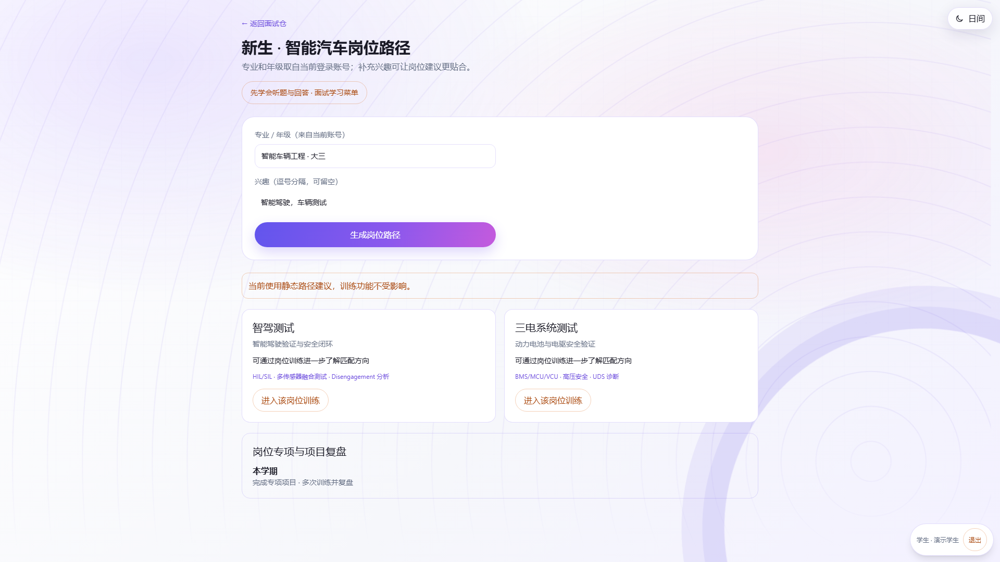 ← 返回面试仓
日间
新生 · 智能汽车岗位路径
专业和年级取自当前登录账号；补充兴趣可让岗位建议更贴合。
先学会听题与回答 · 面试学习菜单
专业 / 年级（来自当前账号）
智能车辆工程 · 大三
兴趣（逗号分隔，可留空）
智能驾驶，车辆测试
生成岗位路径
当前使用静态路径建议，训练功能不受影响。
智驾测试
智能驾驶验证与安全闭环
可通过岗位训练进一步了解匹配方向
HIL/SIL · 多传感器融合测试 · Disengagement 分析
进入该岗位训练
三电系统测试
动力电池与电驱安全验证
可通过岗位训练进一步了解匹配方向
BMS/MCU/VCU · 高压安全 · UDS 诊断
进入该岗位训练
岗位专项与项目复盘
本学期
完成专项项目 · 多次训练并复盘
学生 · 演示学生
退出